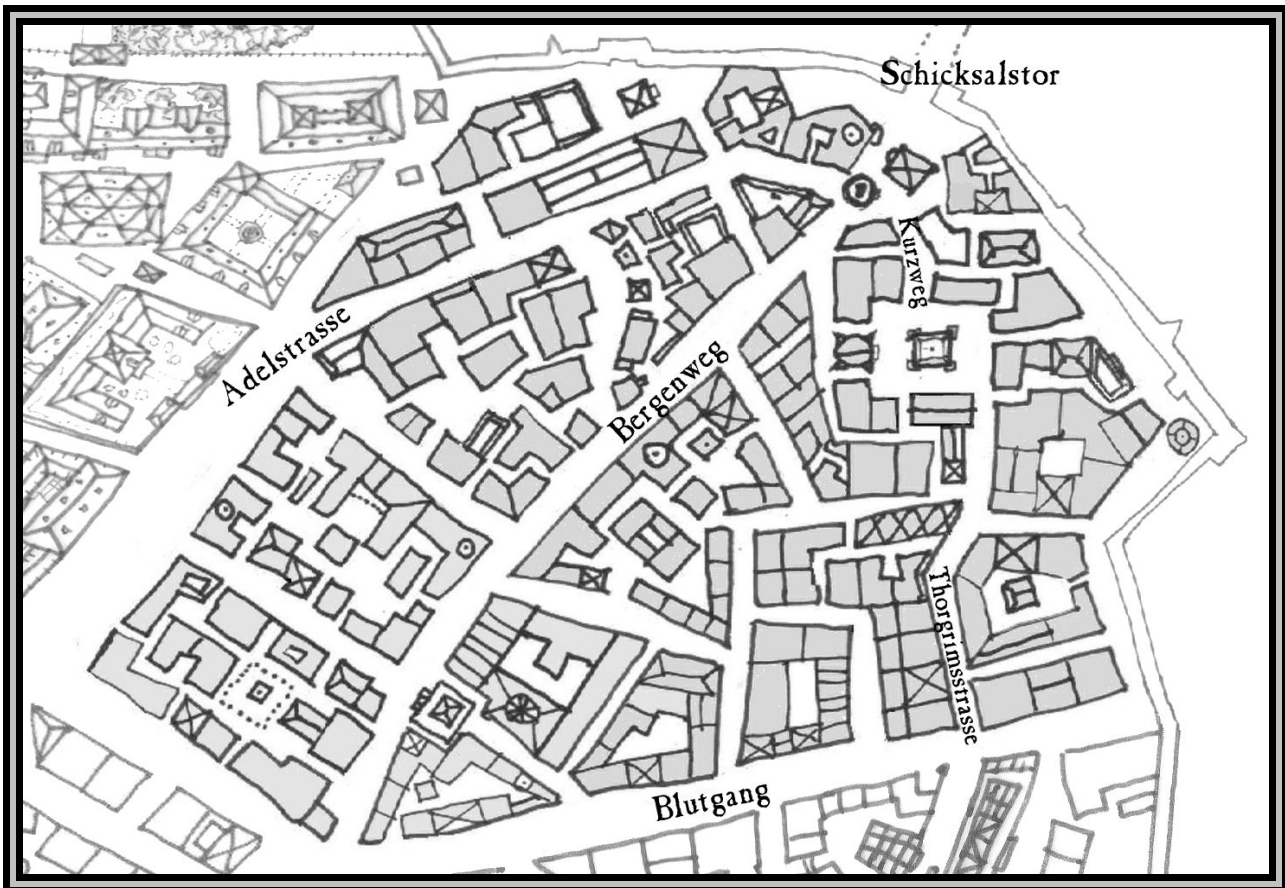 Schicksalstor
Kurzweg
Adelstrasse
Bergenweg
Thorgrimsstrasse
Blutgang